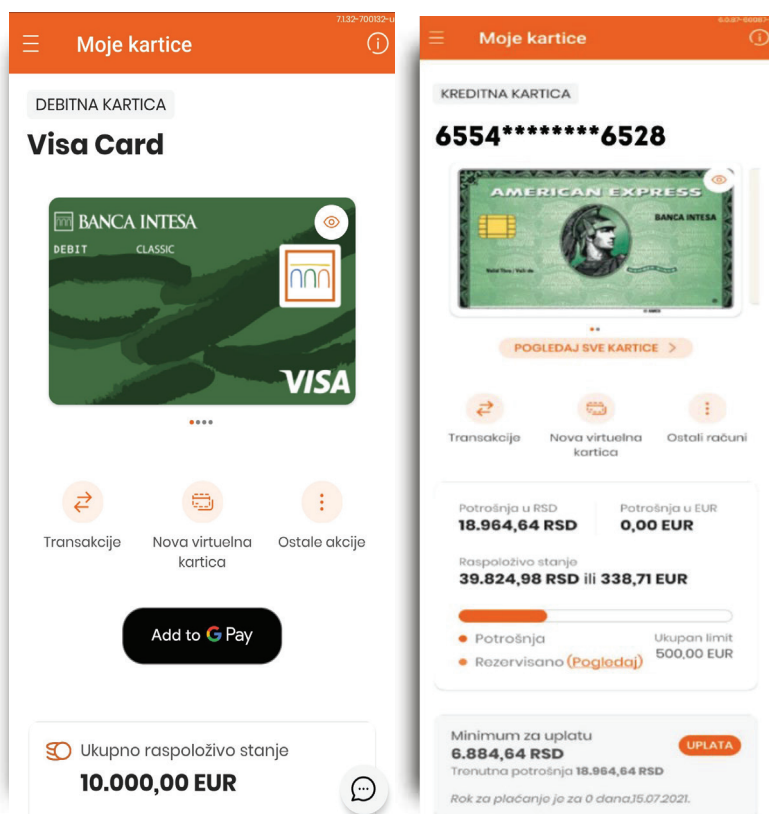 7.1.32-700132-u
Moje kartice
DEBITNA KARTICA
Visa Card
BANCA INTESA
DEBIT CLASSIC
VISA
Transakcije
Nova virtuelna
kartica
Ostale akcije
Add to G Pay
Ukupno raspoloživo stanje
10.000,00 EUR
Moje kartice
KREDITNA KARTICA
6554********6528
AMERICAN EXPRESS
BANCA INTESA
POGLEDAJ SVE KARTICE >
Transakcije
Nova virtuelna
kartica
Ostali računi
Potrošnja u RSD
18.964,64 RSD
Potrošnja u EUR
0,00 EUR
Raspoloživo stanje
39.824,98 RSD ili 338,71 EUR
Potrošnja
Rezervisano (Pogledaj)
Ukupan limit
500,00 EUR
Minimum za uplatu
6.884,64 RSD
UPLATA
Trenutna potrošnja 18.964,64 RSD
Rok za plaćanje je za 0 dana,15.07.2021.